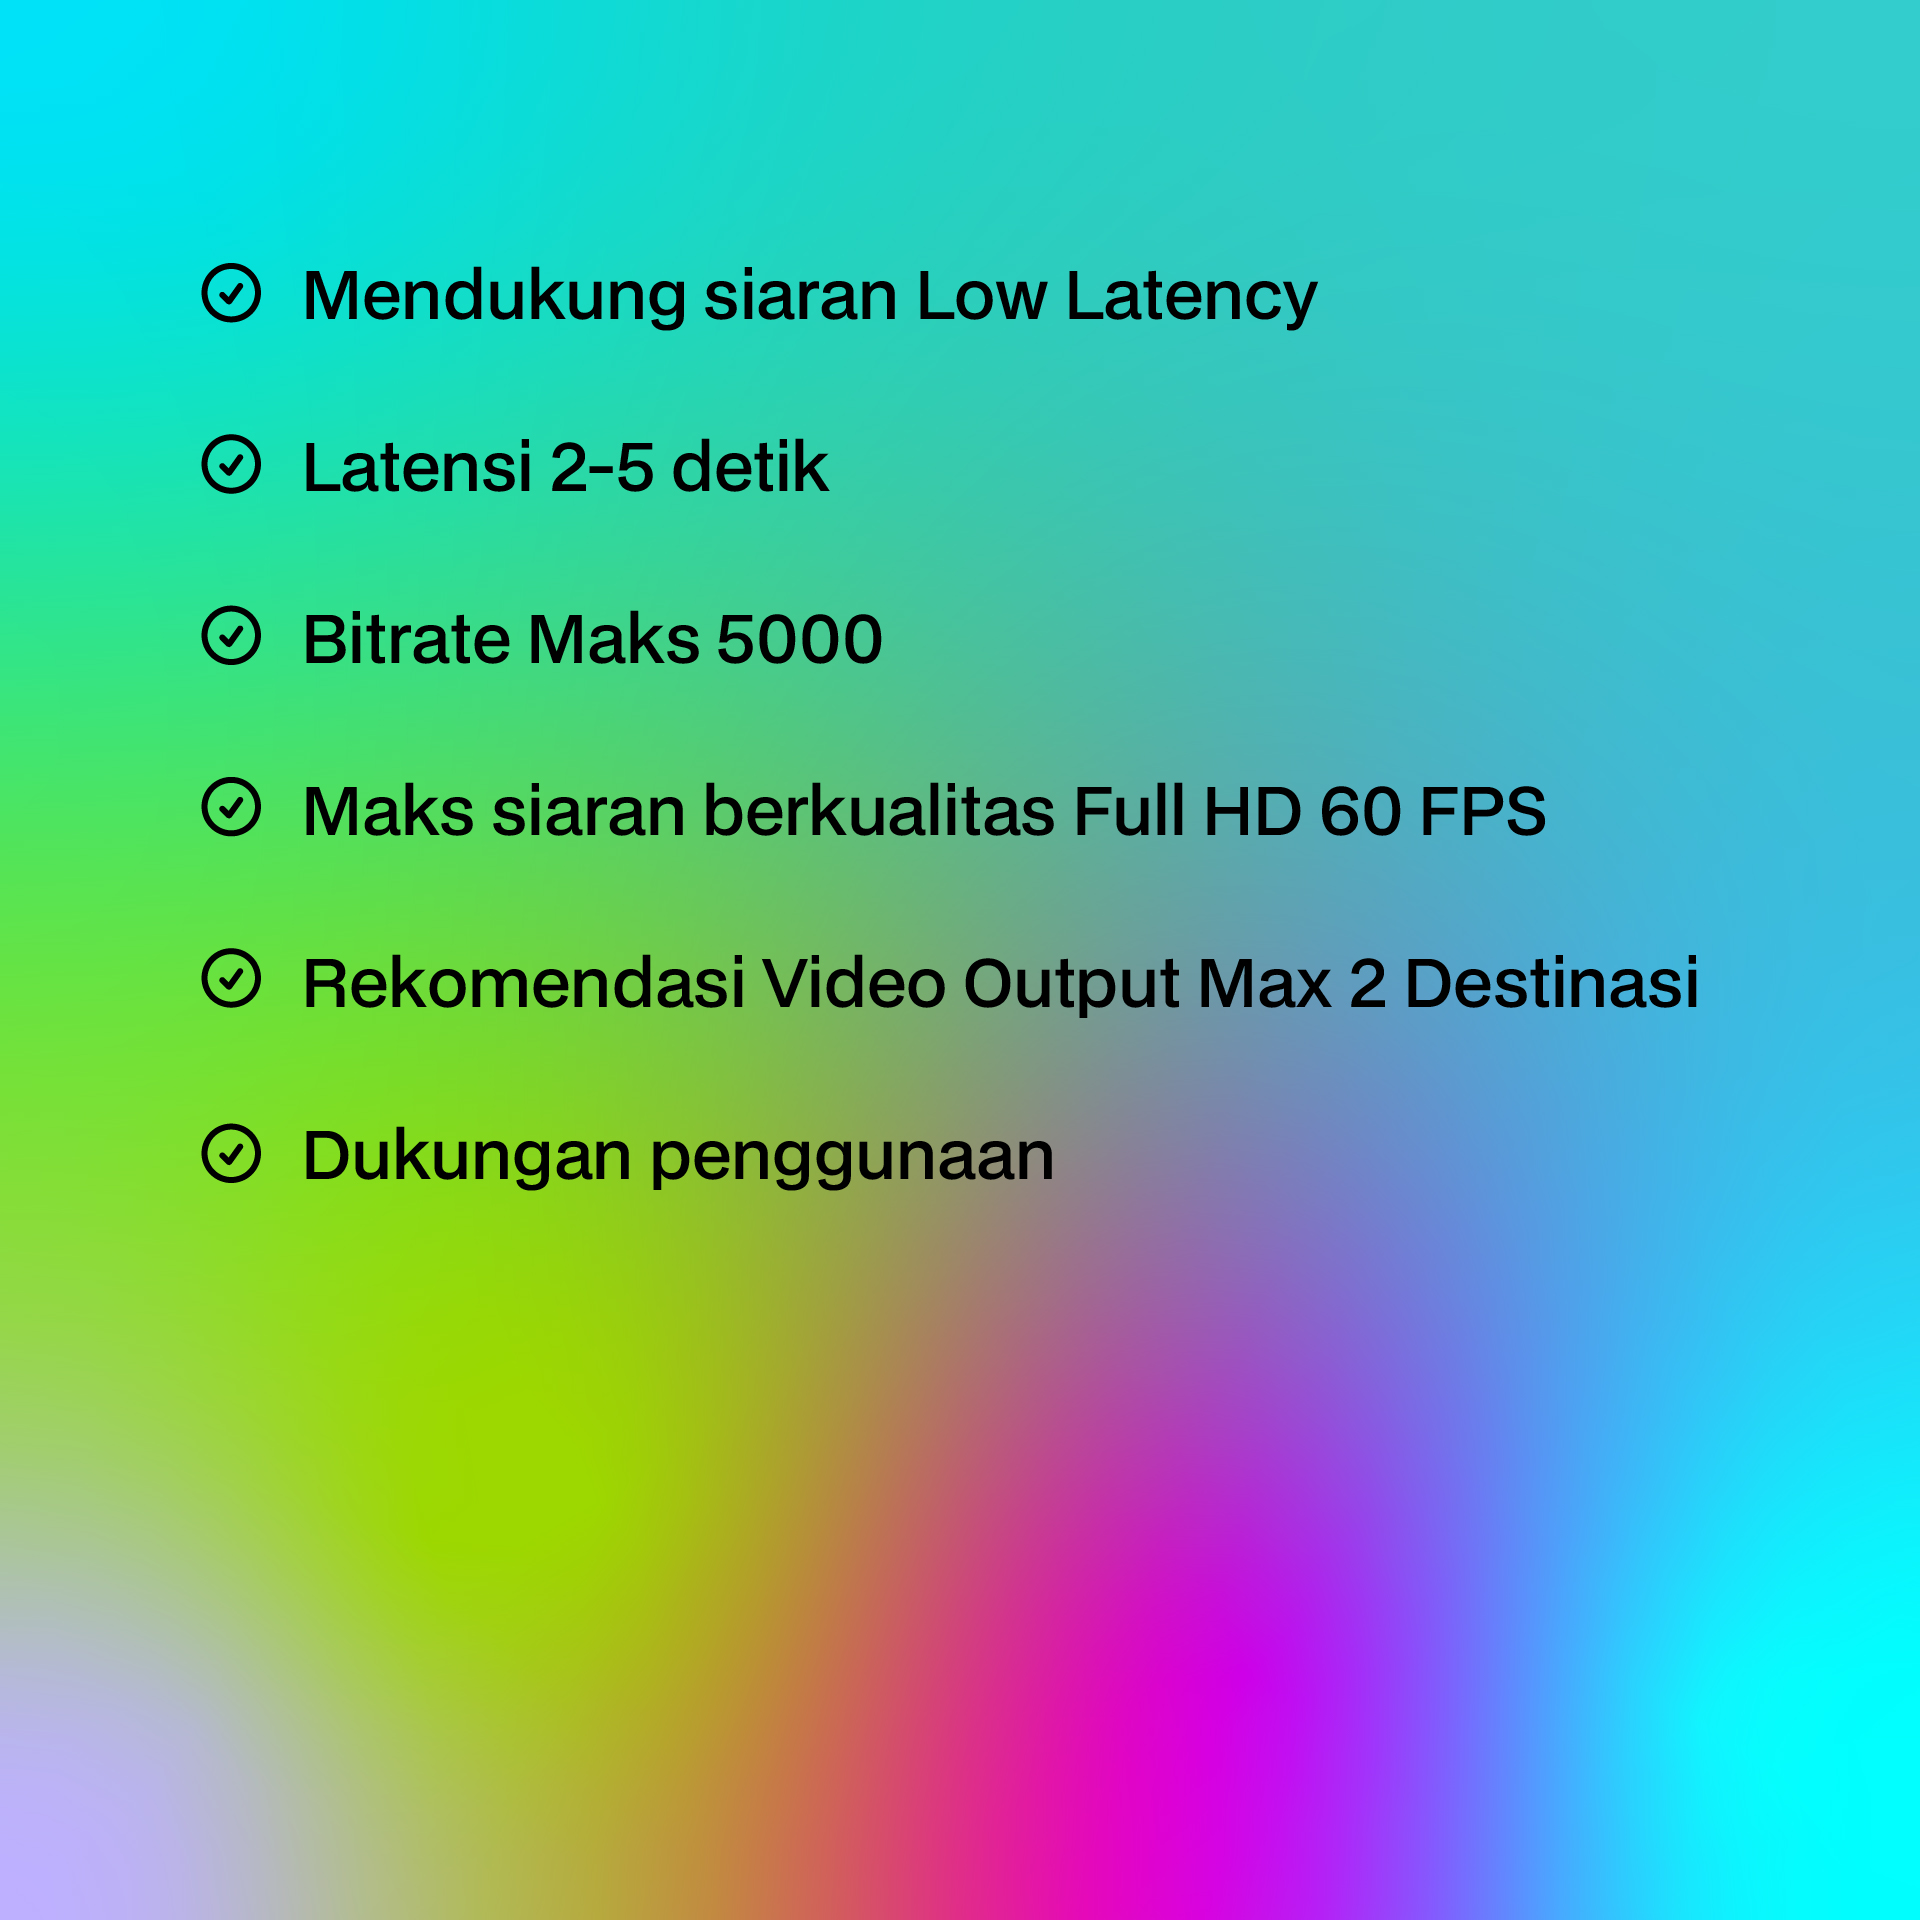 Mendukung siaran Low Latency
Latensi 2-5 detik
Bitrate Maks 5000
Maks siaran berkualitas Full HD 60 FPS
Rekomendasi Video Output Max 2 Destinasi
Dukungan penggunaan